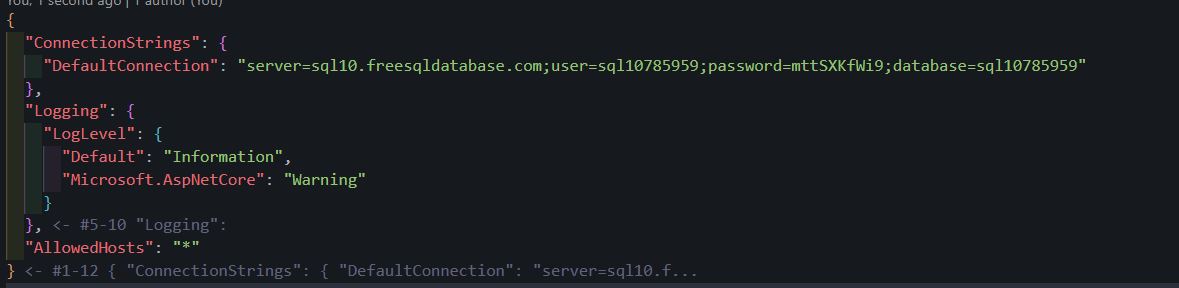 You, 1 second ago | 1 author (You)
{
"ConnectionStrings": {
"DefaultConnection": "server=sql10.freesqldatabase.com;user=sql10785959;password=mttSXKfWi9;database=sql10785959"
},
"Logging": {
"LogLevel": {
"Default": "Information",
"Microsoft.AspNetCore": "Warning"
}
}, <- #5-10 "Logging":
"AllowedHosts": "*"
} <- #1-12 { "ConnectionStrings": { "DefaultConnection": "server=sql10.f...